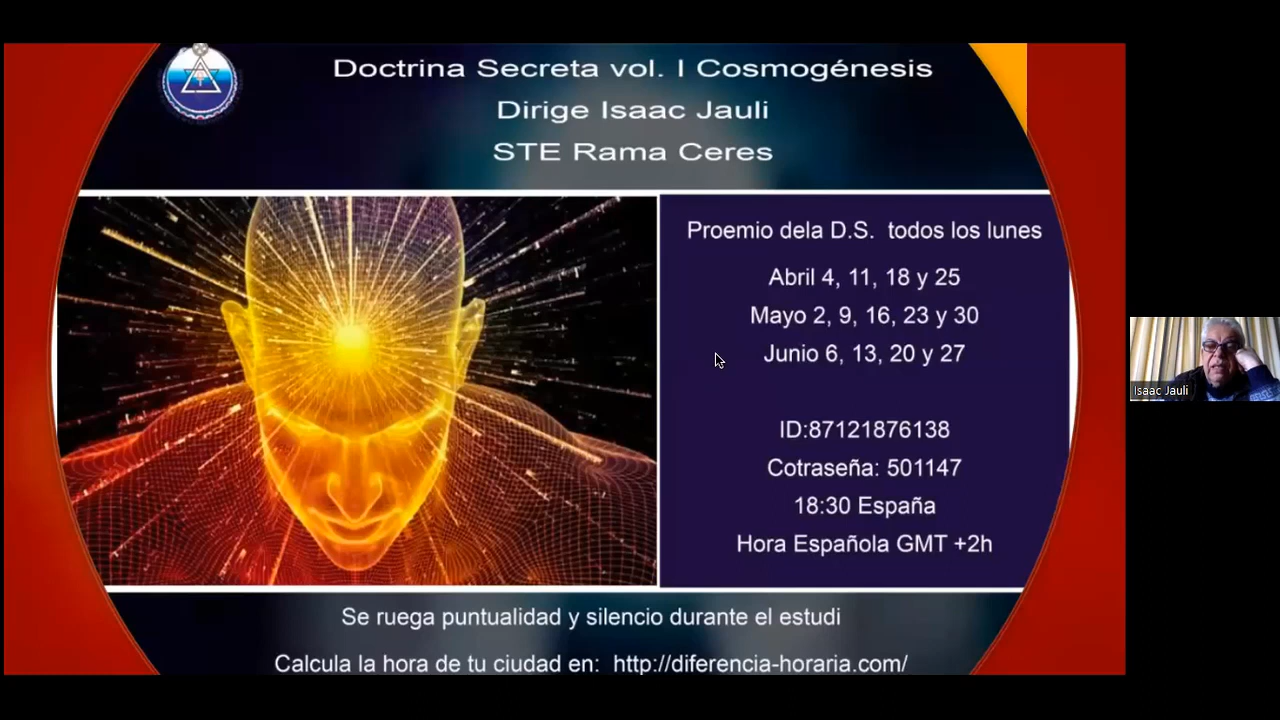 Doctrina Secreta vol. I Cosmogénesis
Dirige Isaac Jauli
STE Rama Ceres
Proemio dela D.S. todos los lunes
Abril 4, 11, 18 y 25
Mayo 2, 9, 16, 23 y 30
Junio 6, 13, 20 y 27
ID:87121876138
Cotraseña: 501147
18:30 España
Hora Española GMT +2h
Se ruega puntualidad y silencio durante el estudi
Calcula la hora de tu ciudad en: http://diferencia-horaria.com/
Isaac Jauli